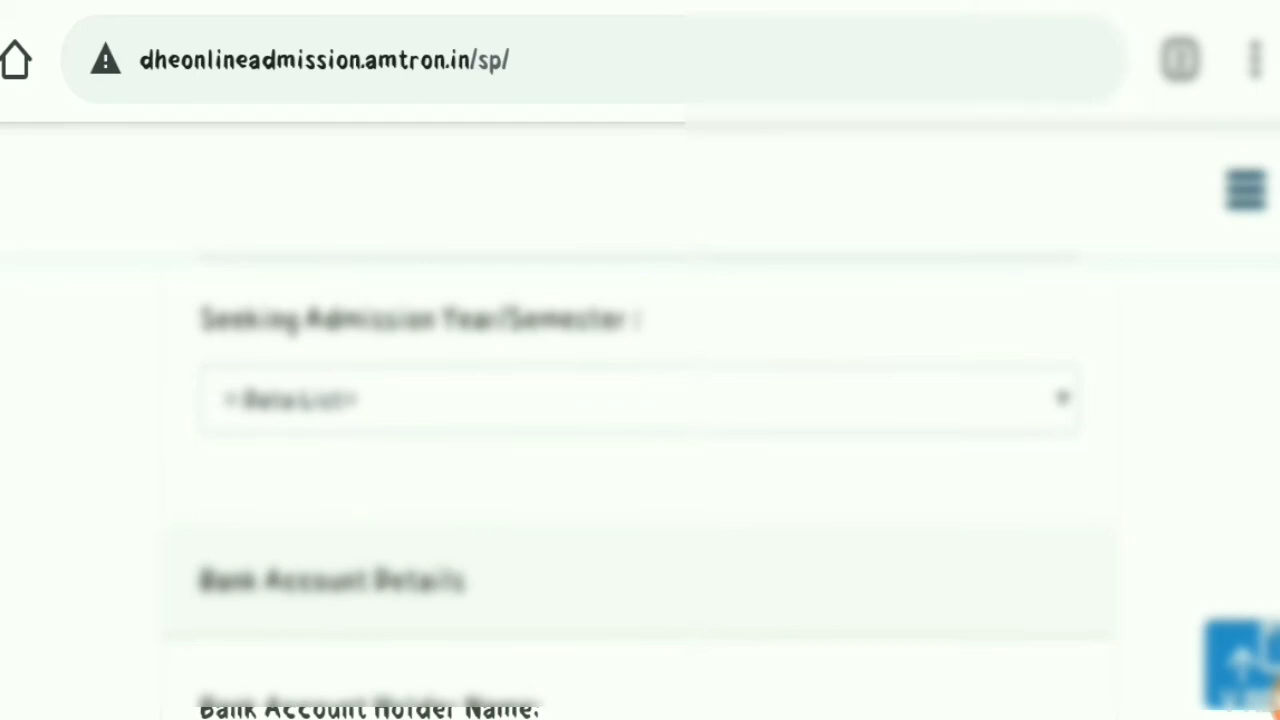 dheonlineadmission.amtron.in/sp/
Seeking Admission Year/Semester :
Bank Account Details
Bank Account Holder Name: